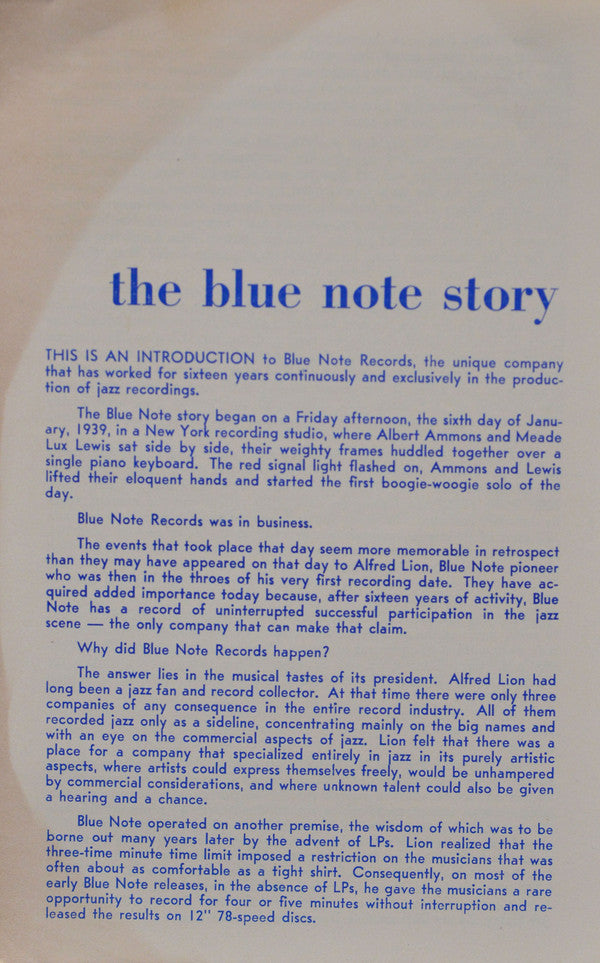 the blue note story
THIS IS AN INTRODUCTION to Blue Note Records, the unique company
that has worked for sixteen years continuously and exclusively in the produc-
tion of jazz recordings.
The Blue Note story began on a Friday afternoon, the sixth day of Janu-
ary, 1939, in a New York recording studio, where Albert Ammons and Meade
Lux Lewis sat side by side, their weighty frames huddled together over a
single piano keyboard. The red signal light flashed on, Ammons and Lewis
lifted their eloquent hands and started the first boogie-woogie solo of the
day.
Blue Note Records was in business.
The events that took place that day seem more memorable in retrospect
than they may have appeared on that day to Alfred Lion, Blue Note pioneer
who was then in the throes of his very first recording date. They have ac-
quired added importance today because, after sixteen years of activity, Blue
Note has a record of uninterrupted successful participation in the jazz
scene — the only company that can make that claim.
Why did Blue Note Records happen?
The answer lies in the musical tastes of its president. Alfred Lion had
long been a jazz fan and record collector. At that time there were only three
companies of any consequence in the entire record industry. All of them
recorded jazz only as a sideline, concentrating mainly on the big names and
with an eye on the commercial aspects of jazz. Lion felt that there was a
place for a company that specialized entirely in jazz in its purely artistic
aspects, where artists could express themselves freely, would be unhampered
by commercial considerations, and where unknown talent could also be given
a hearing and a chance.
Blue Note operated on another premise, the wisdom of which was to be
borne out many years later by the advent of LPs. Lion realized that the
three-time minute time limit imposed a restriction on the musicians that was
often about as comfortable as a tight shirt. Consequently, on most of the
early Blue Note releases, in the absence of LPs, he gave the musicians a rare
opportunity to record for four or five minutes without interruption and re-
leased the results on 12" 78-speed discs.